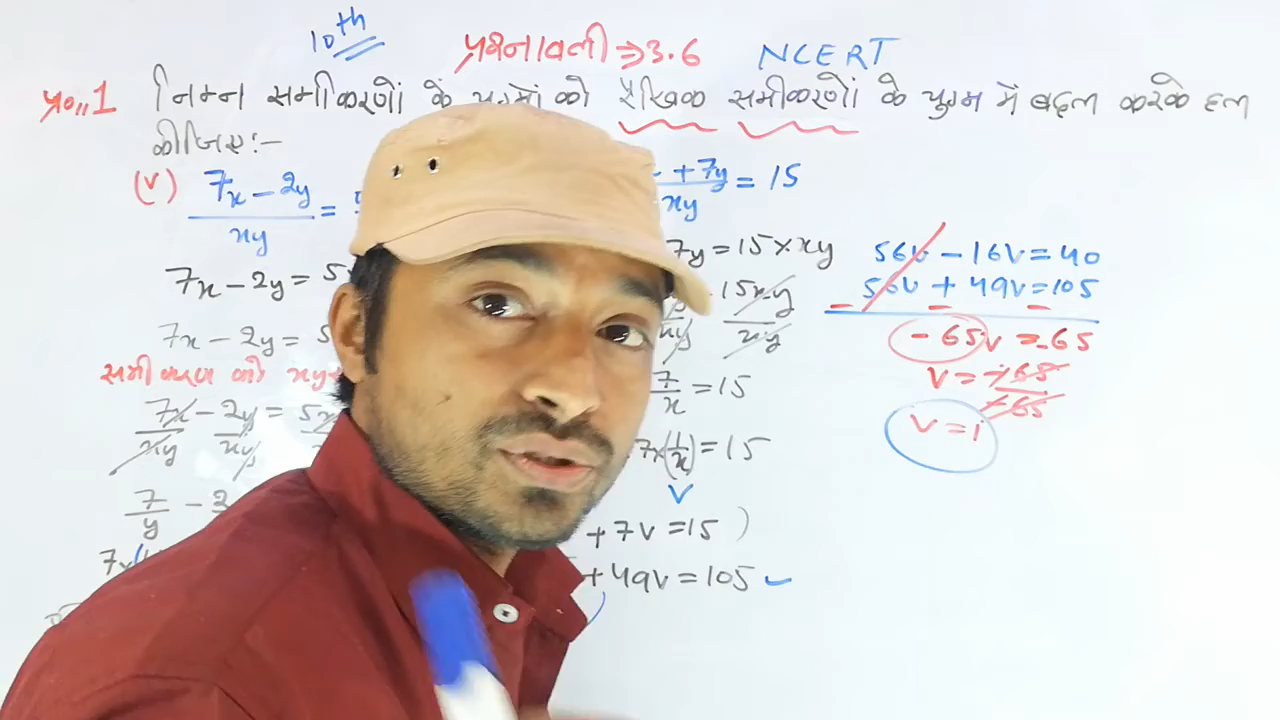 10th
प्रश्नावली → 3.6 NCERT
प्र०,,1 निम्न समीकरणों के युग्मों को रैखिक समीकरणों के युग्म में बदल करके हल
कीजिए:-
(v) 7x - 2y / xy =
+ 7y / xy = 15
7x - 2y = 5
7y = 15 × xy
7x - 2y = 5
15xy / xy
समीकरण को xy
7x / xy - 2y / xy = 5x
7 / x = 15
7 / y - 2
7x(1/x) = 15
v
+ 7v = 15
+ 49v = 105
56v - 16v = 40
56v + 49v = 105
- - -
- 65v = -65
v = -65 / -65
v = 1